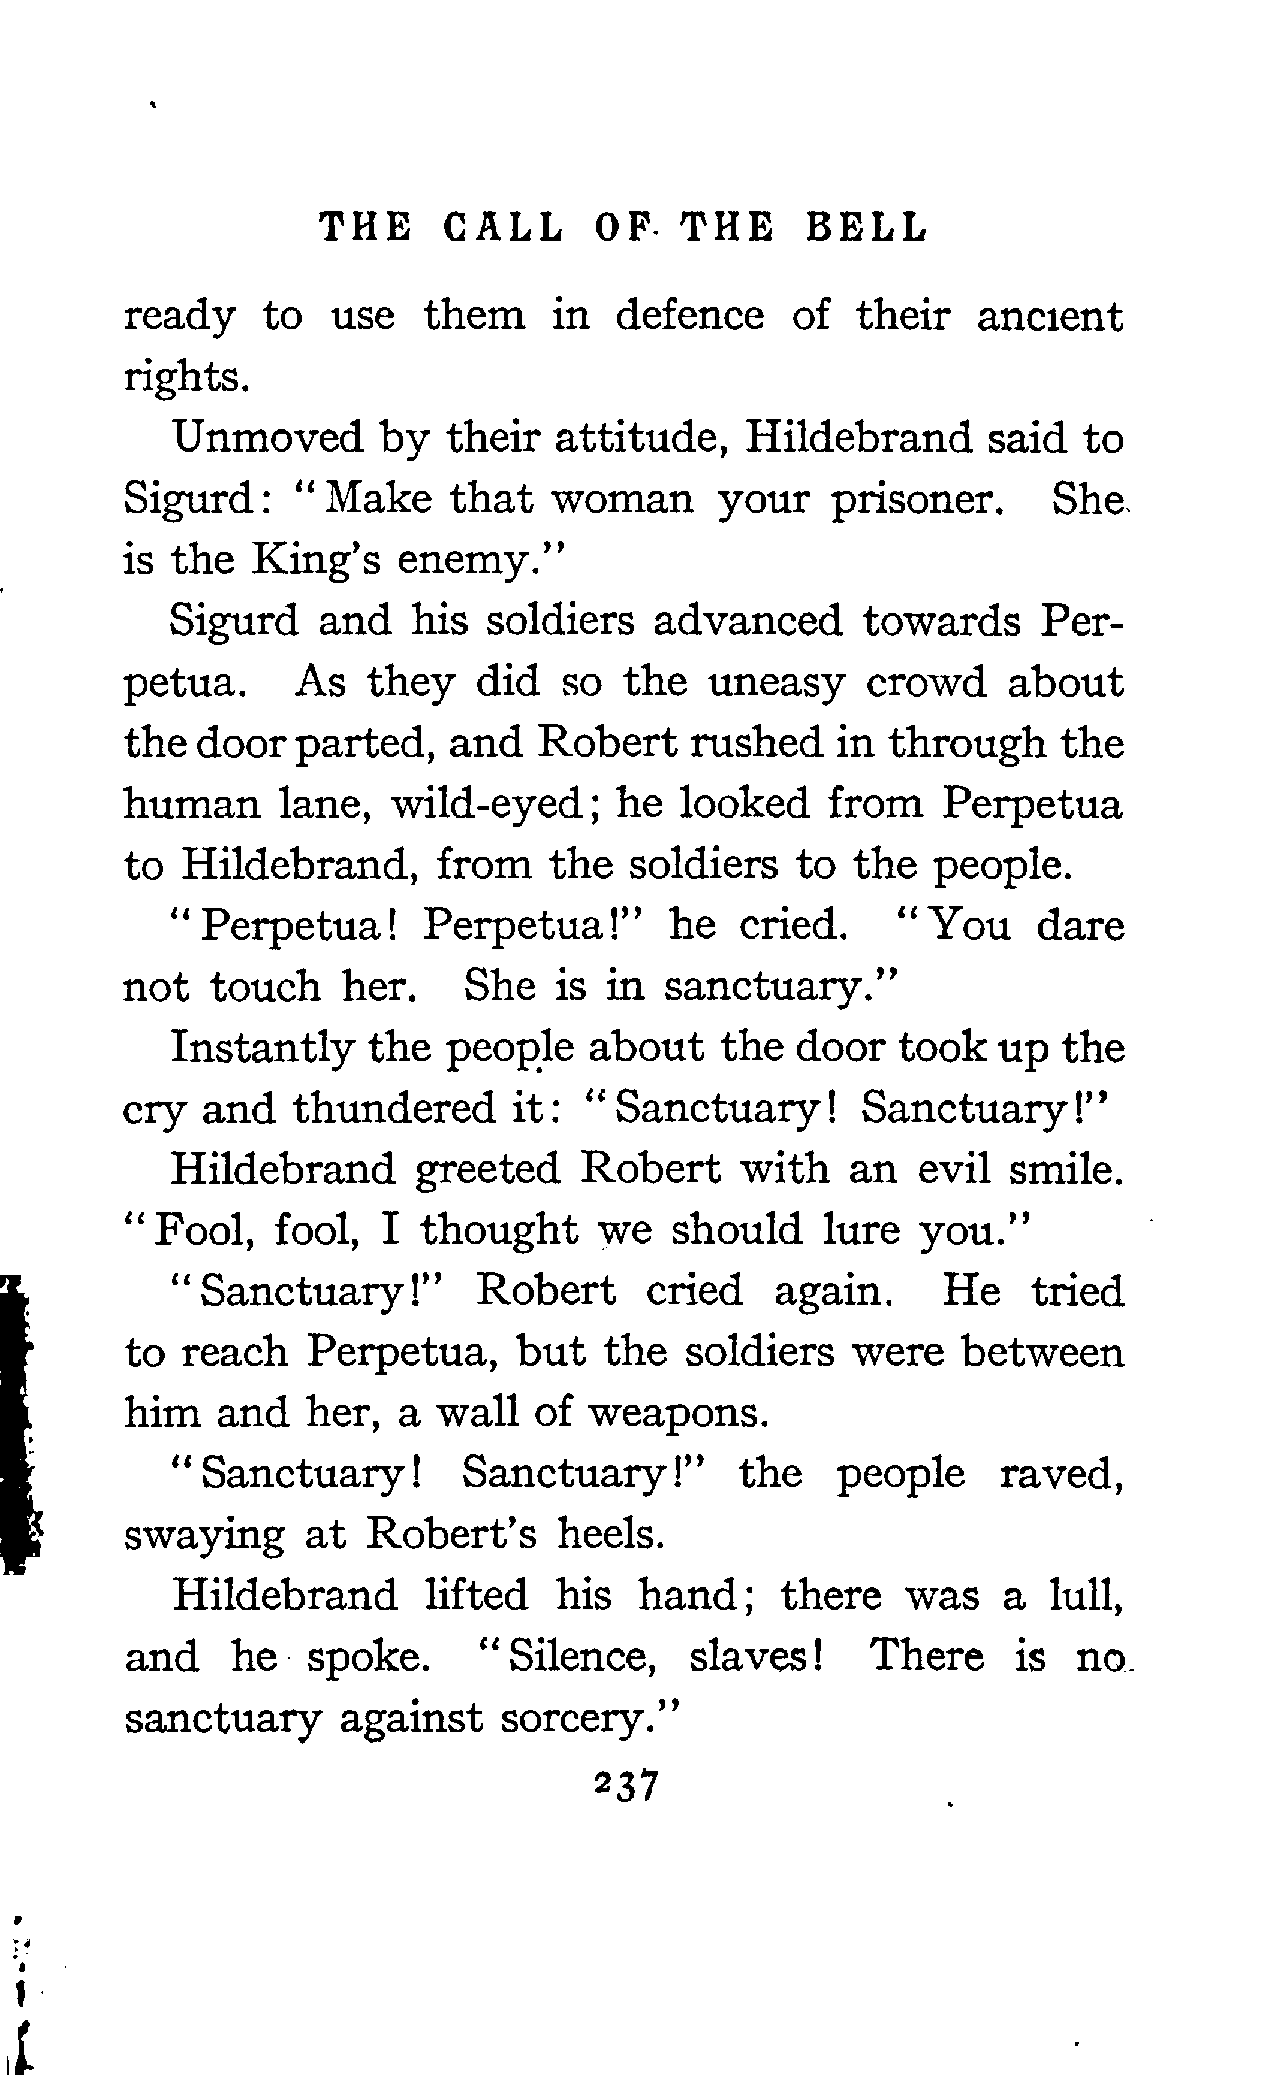 THE CALL OF THE BELL
ready to use them in defence of their ancient
rights.
Unmoved by their attitude, Hildebrand said to
Sigurd: "Make that woman your prisoner. She
is the King's enemy."
Sigurd and his soldiers advanced towards Per-
petua. As they did so the uneasy crowd about
the door parted, and Robert rushed in through the
human lane, wild-eyed; he looked from Perpetua
to Hildebrand, from the soldiers to the people.
"Perpetua! Perpetua!" he cried. "You dare
not touch her. She is in sanctuary."
Instantly the people about the door took up the
cry and thundered it: "Sanctuary! Sanctuary!"
Hildebrand greeted Robert with an evil smile.
"Fool, fool, I thought we should lure you."
"Sanctuary!" Robert cried again. He tried
to reach Perpetua, but the soldiers were between
him and her, a wall of weapons.
"Sanctuary! Sanctuary!" the people raved,
swaying at Robert's heels.
Hildebrand lifted his hand; there was a lull,
and he spoke. "Silence, slaves! There is no
sanctuary against sorcery."
237